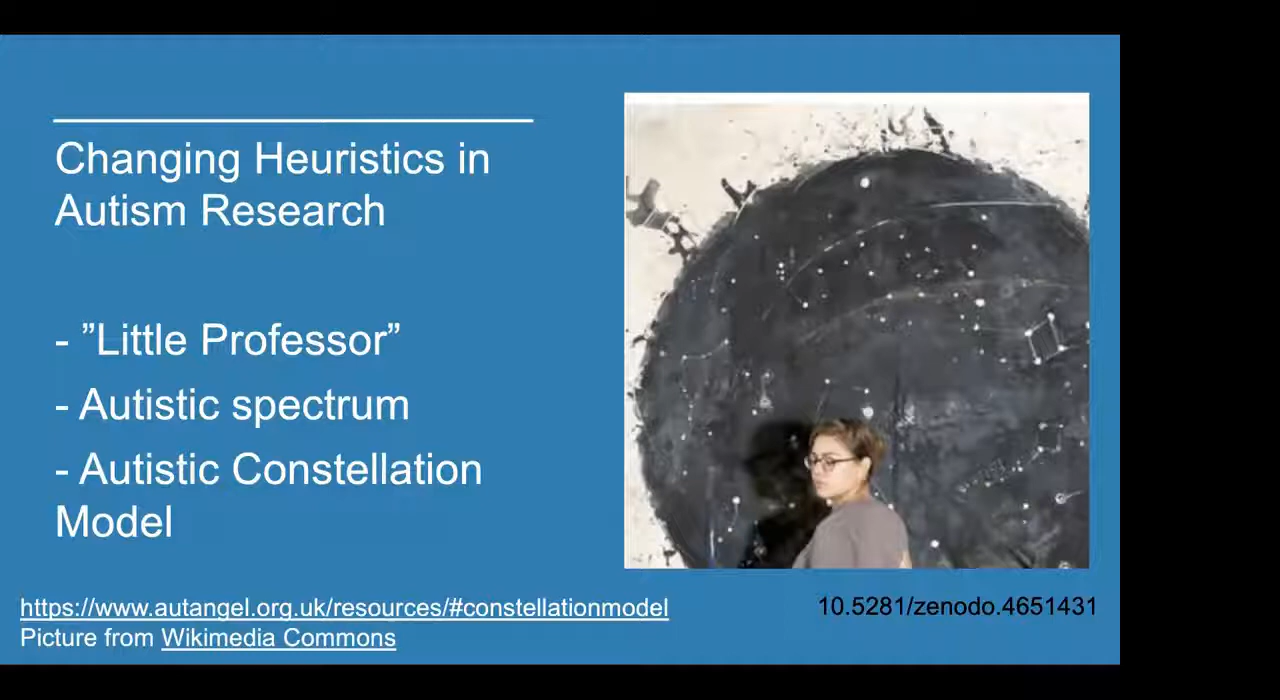 Changing Heuristics in
Autism Research
- ”Little Professor”
- Autistic spectrum
- Autistic Constellation
Model
https://www.autangel.org.uk/resources/#constellationmodel
Picture from Wikimedia Commons
10.5281/zenodo.4651431